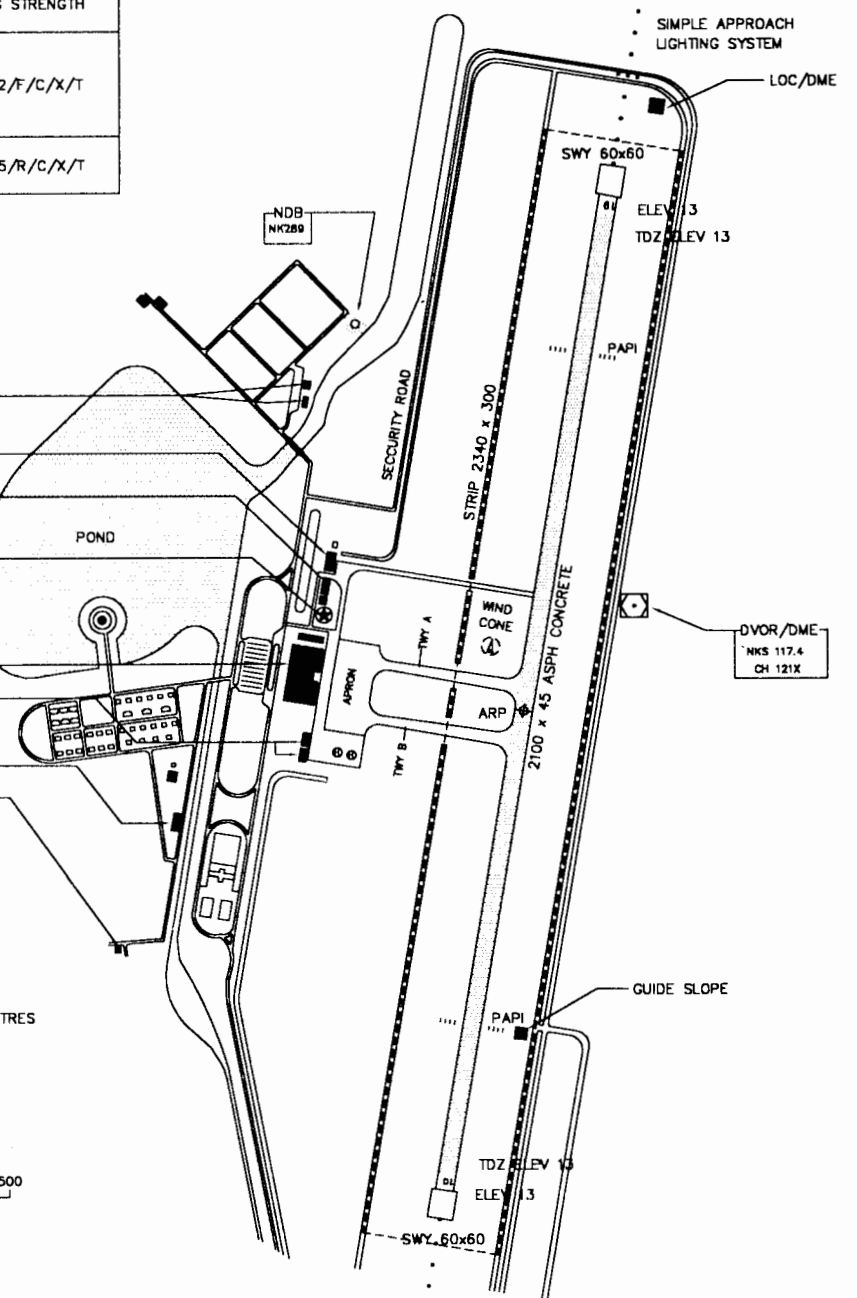 STRENGTH
2/F/C/X/T
5/R/C/X/T
SIMPLE APPROACH
LIGHTING SYSTEM
LOC/DME
SWY 60x60
19
ELEV 13
TDZ ELEV 13
NDB
NK289
PAPI
SECCURITY ROAD
STRIP 2340 x 300
POND
WIND
CONE
TWY A
2100 x 45 ASPH CONCRETE
DVOR/DME
NKS 117.4
CH 121X
APRON
ARP
TWY B
GUIDE SLOPE
PAPI
TRES
500
TDZ ELEV 13
01
ELEV 13
SWY 60x60